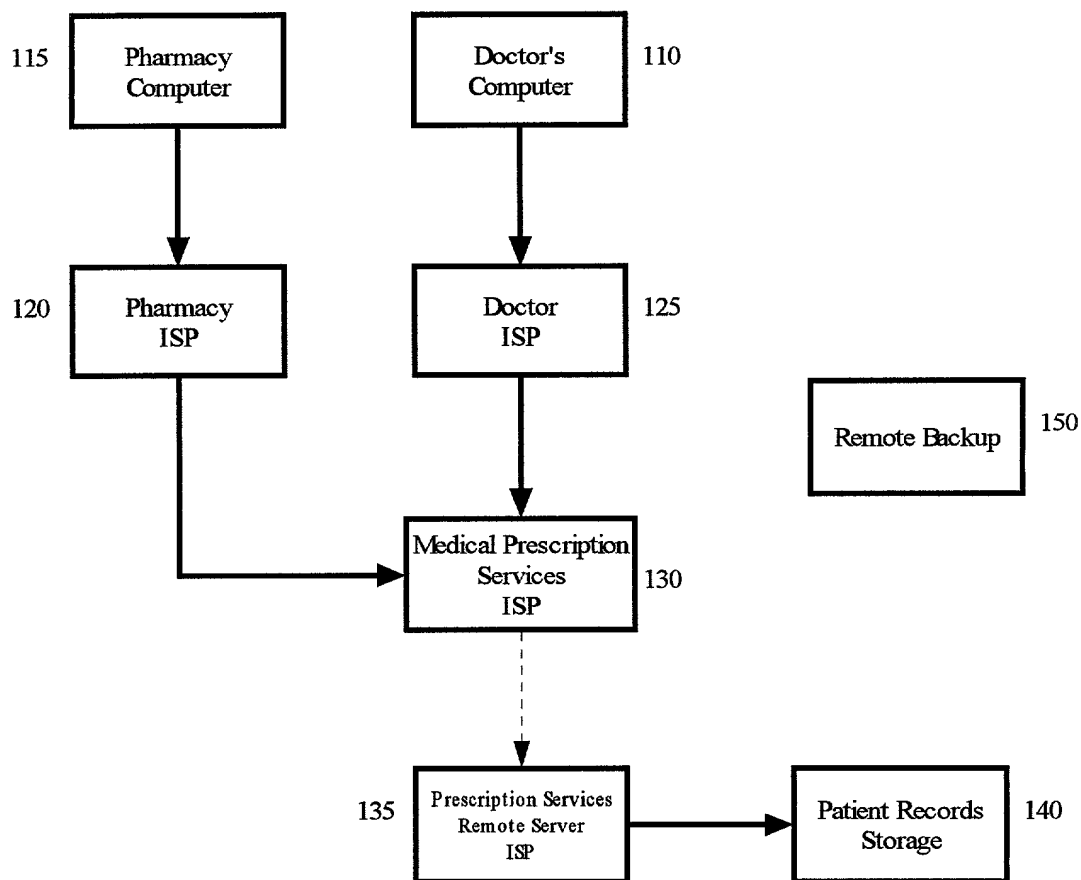 115
Pharmacy
Computer
Doctor's
Computer
110
120
Pharmacy
ISP
Doctor
ISP
125
Remote Backup
150
Medical Prescription
Services
ISP
130
135
Prescription Services
Remote Server
ISP
Patient Records
Storage
140